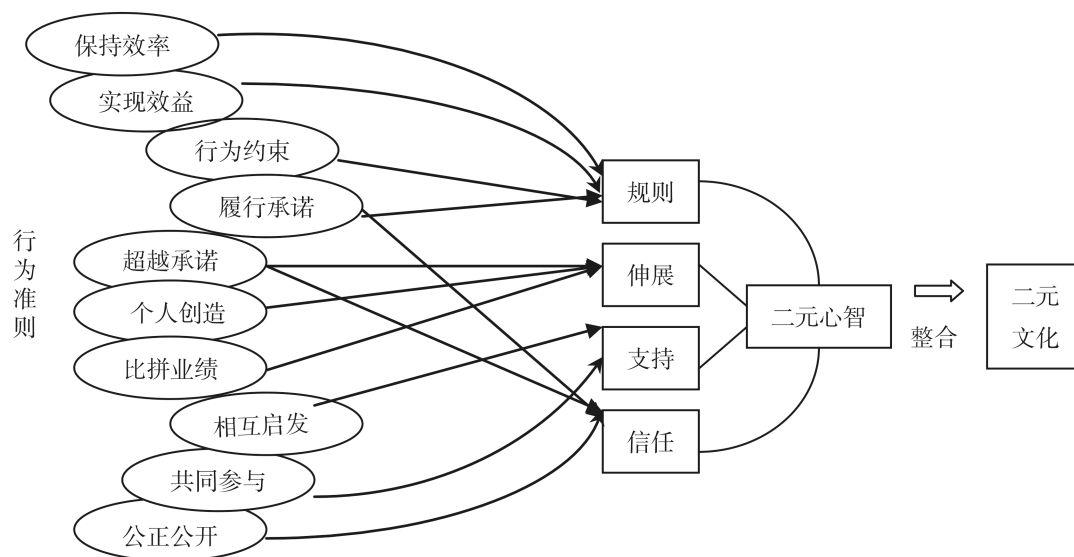 保持效率
实现效益
行为约束
履行承诺
超越承诺
个人创造
比拼业绩
相互启发
共同参与
公正公开
行为准则
规则
伸展
支持
信任
二元心智
整合
二元
文化